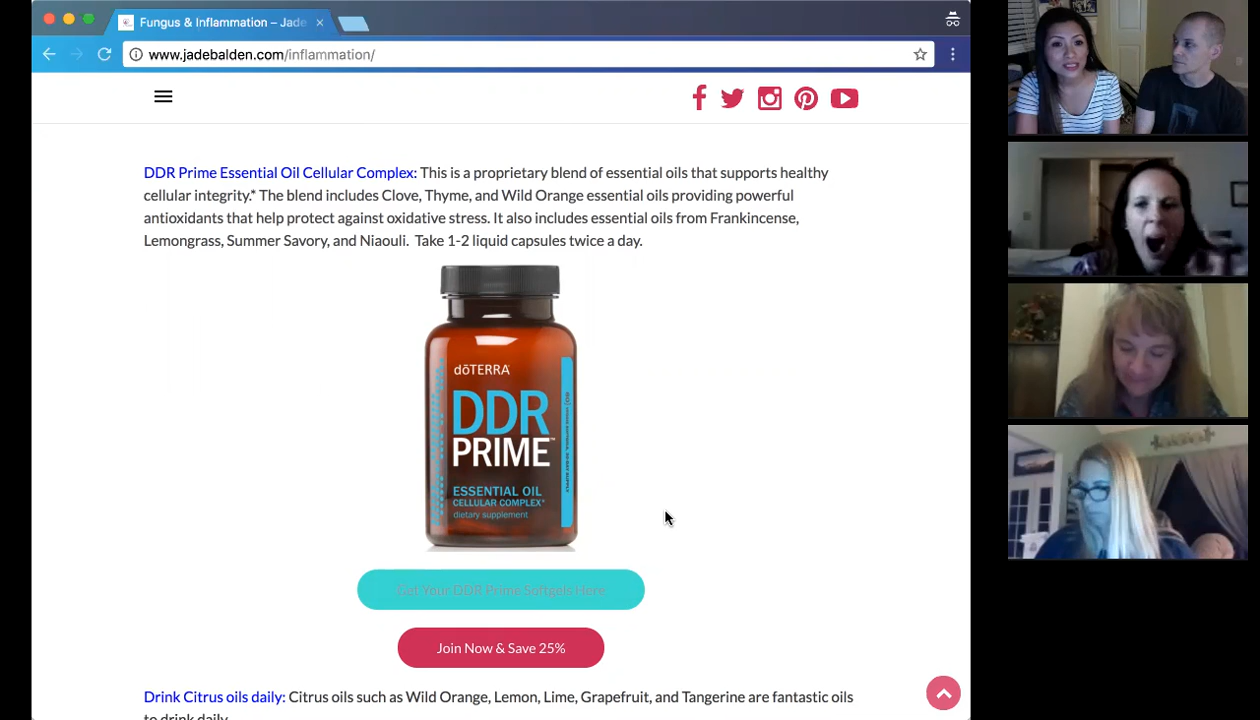 Fungus & Inflammation – Jade
www.jadebalden.com/inflammation/
DDR Prime Essential Oil Cellular Complex: This is a proprietary blend of essential oils that supports healthy
cellular integrity.* The blend includes Clove, Thyme, and Wild Orange essential oils providing powerful
antioxidants that help protect against oxidative stress. It also includes essential oils from Frankincense,
Lemongrass, Summer Savory, and Niaouli. Take 1-2 liquid capsules twice a day.
dōTERRA
DDR
PRIME™
ESSENTIAL OIL
CELLULAR COMPLEX*
dietary supplement
Get Your DDR Prime Softgels Here
Join Now & Save 25%
Drink Citrus oils daily: Citrus oils such as Wild Orange, Lemon, Lime, Grapefruit, and Tangerine are fantastic oils
to drink daily